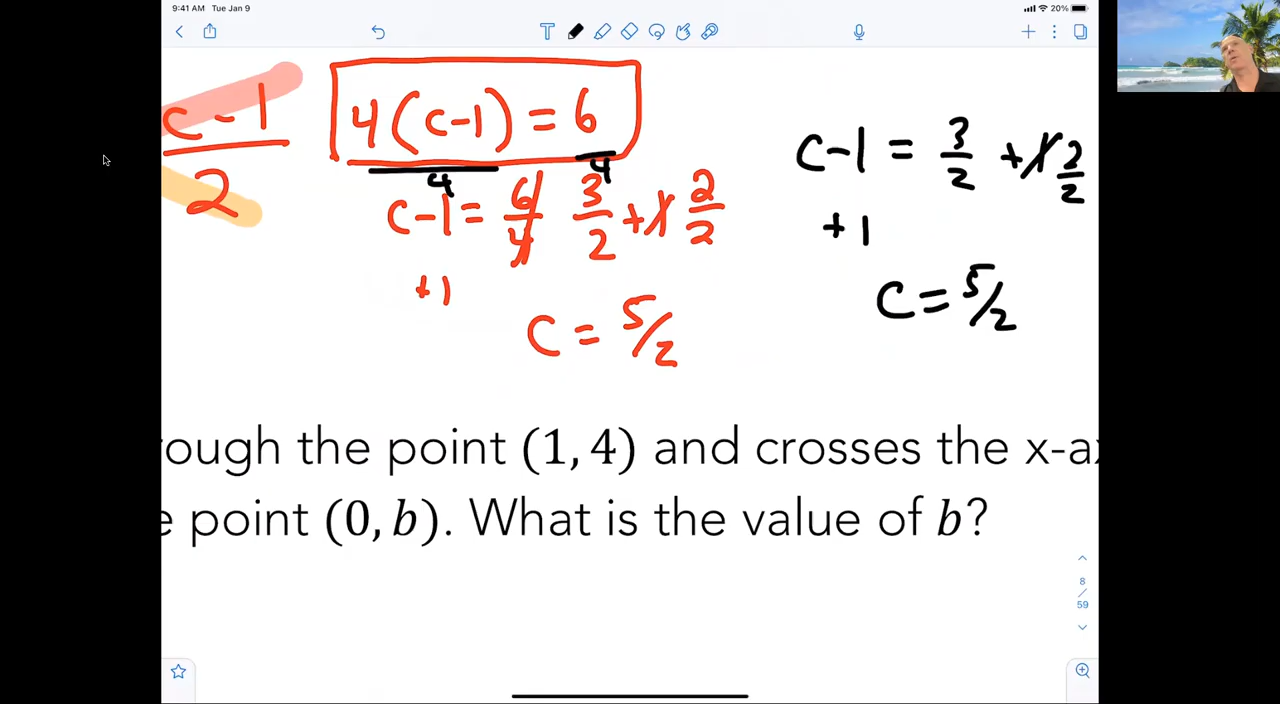 9:41 AM Tue Jan 9
20%
T
c-1
2
4(c-1) = 6
4 4
c-1 = 6/4 3/2 +1 2/2
+1
c = 5/2
c-1 = 3/2 +1 2/2
+1
c = 5/2
rough the point (1, 4) and crosses the x-ax
e point (0, b). What is the value of b?
8
/
59